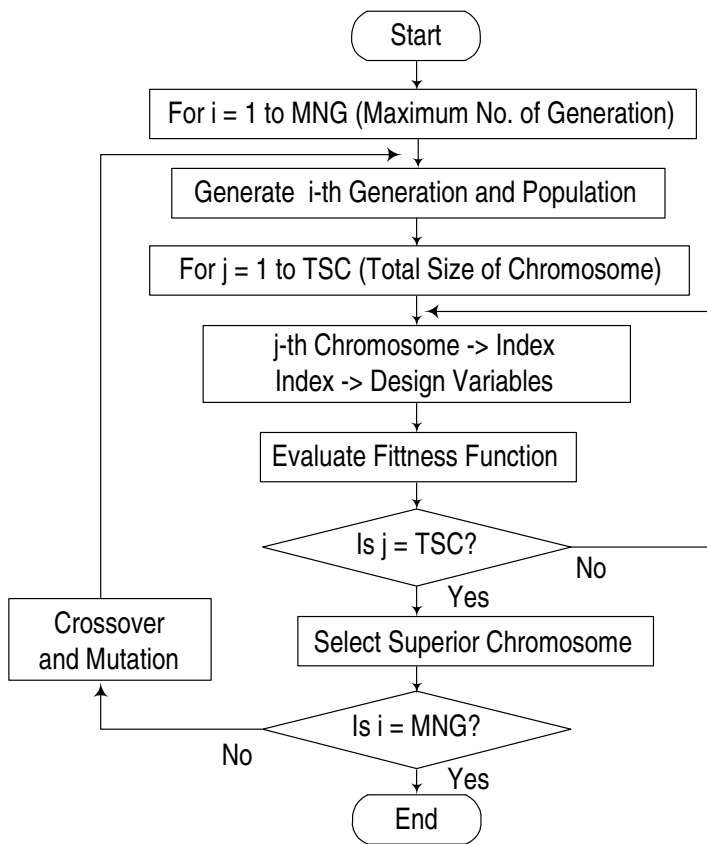 Start
For i = 1 to MNG (Maximum No. of Generation)
Generate i-th Generation and Population
For j = 1 to TSC (Total Size of Chromosome)
j-th Chromosome -> Index
Index -> Design Variables
Evaluate Fittness Function
Is j = TSC?
No
Yes
Select Superior Chromosome
Crossover
and Mutation
Is i = MNG?
No
Yes
End